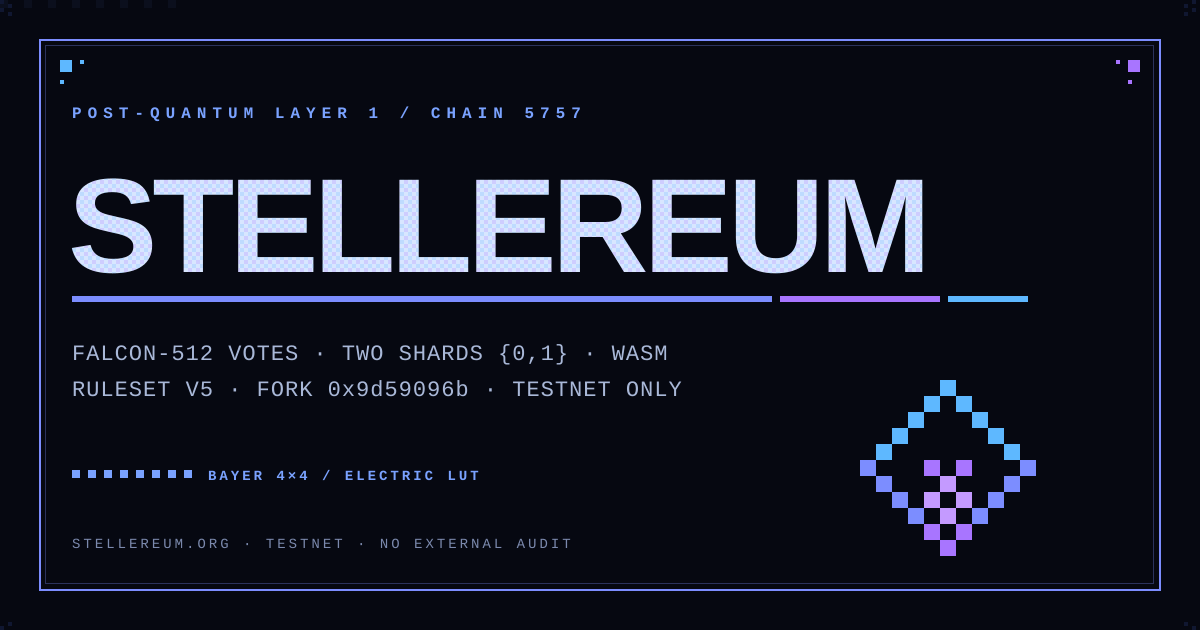 POST-QUANTUM LAYER 1 / CHAIN 5757
STELLEREUM
FALCON-512 VOTES · TWO SHARDS {0,1} · WASM
RULESET V5 · FORK 0x9d59096b · TESTNET ONLY
BAYER 4×4 / ELECTRIC LUT
STELLEREUM.ORG · TESTNET · NO EXTERNAL AUDIT